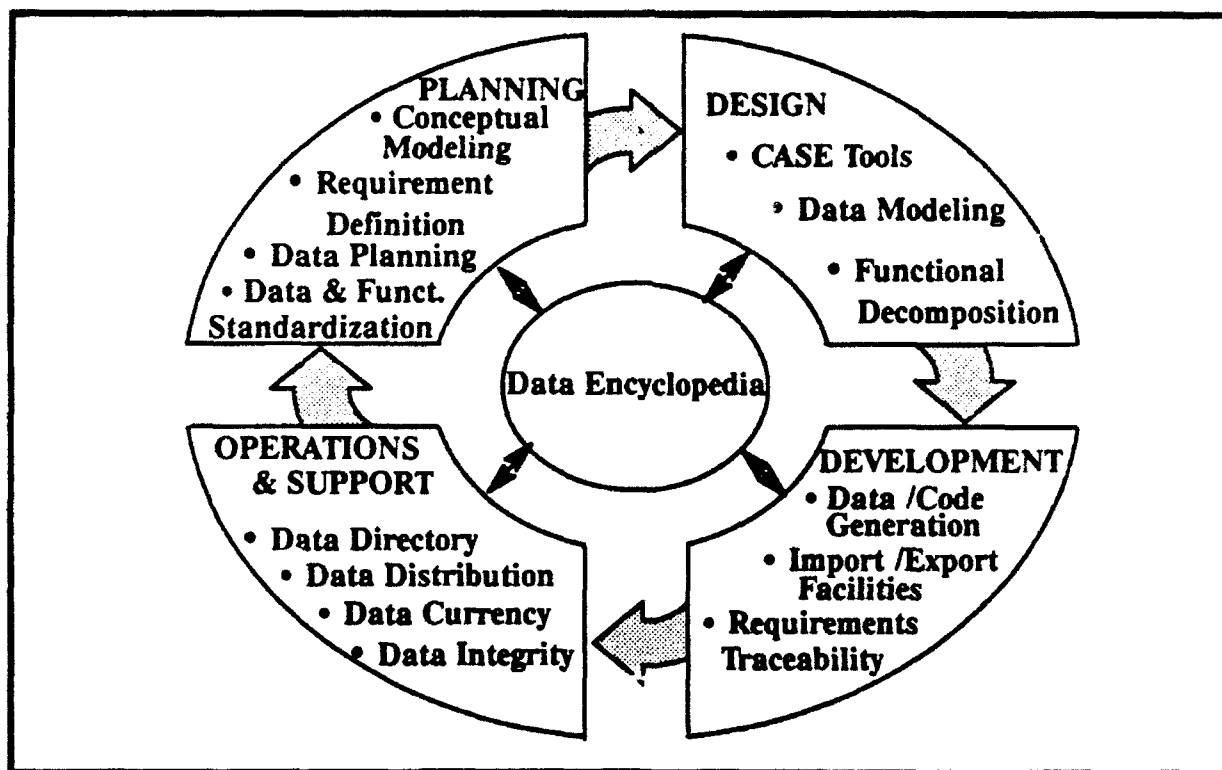 PLANNING
• Conceptual
Modeling
• Requirement
Definition
• Data Planning
• Data & Funct.
Standardization
DESIGN
• CASE Tools
• Data Modeling
• Functional
Decomposition
Data Encyclopedia
OPERATIONS
& SUPPORT
• Data Directory
• Data Distribution
• Data Currency
• Data Integrity
DEVELOPMENT
• Data /Code
Generation
• Import /Export
Facilities
• Requirements
Traceability